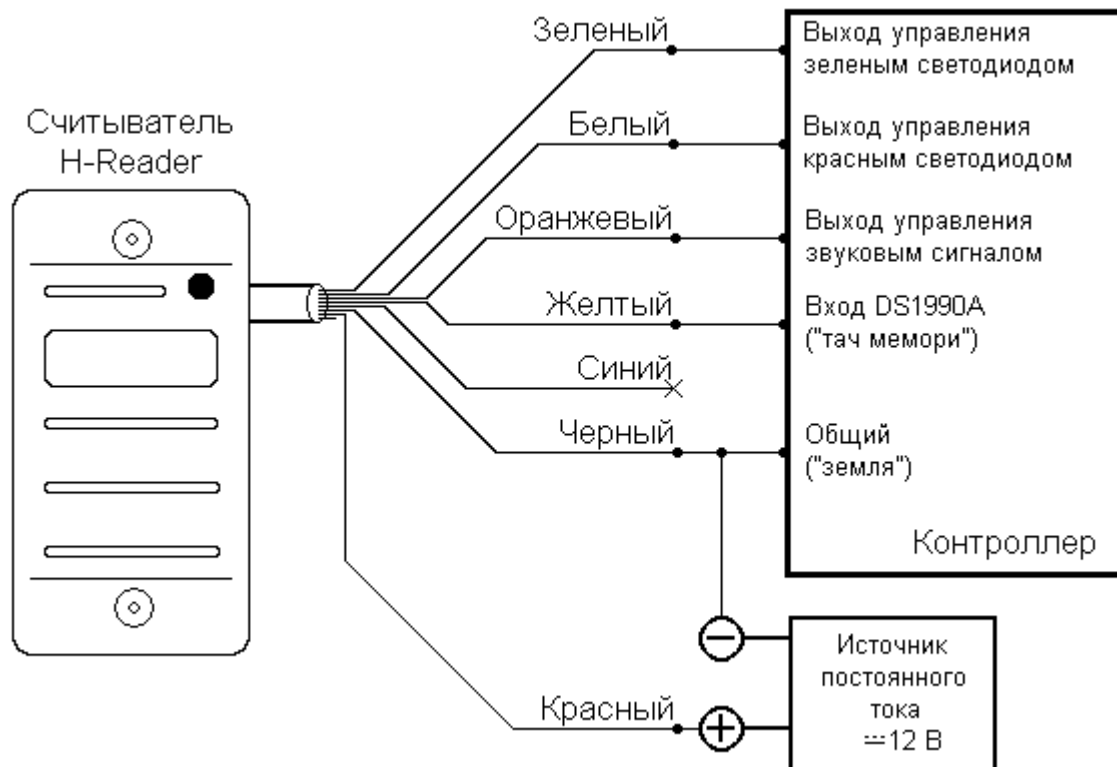 Считыватель
H-Reader
Зеленый
Белый
Оранжевый
Желтый
Синий
Черный
Красный
Выход управления
зеленым светодиодом
Выход управления
красным светодиодом
Выход управления
звуковым сигналом
Вход DS1990A
("тач мемори")
Общий
("земля")
Контроллер
Источник
постоянного
тока
⎓12 В